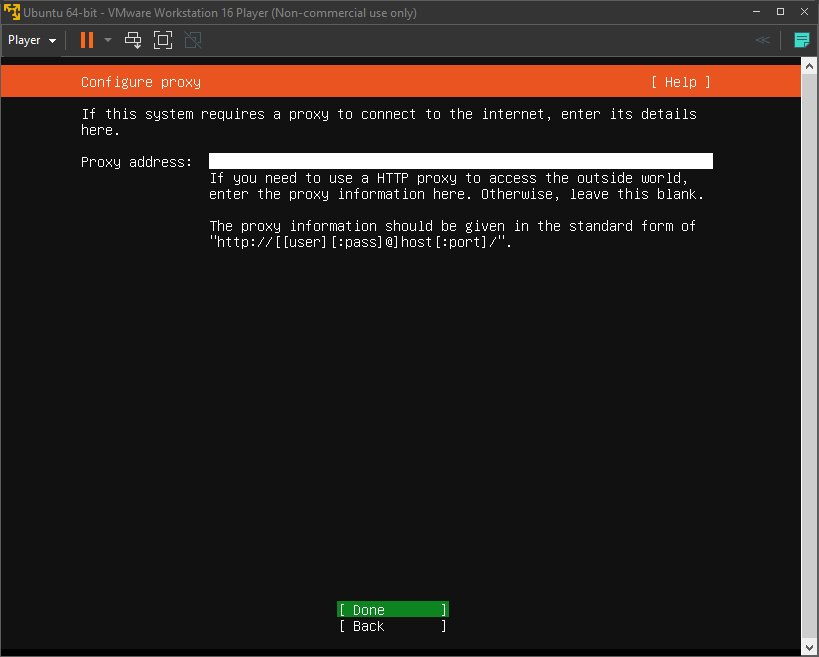 Ubuntu 64-bit - VMware Workstation 16 Player (Non-commercial use only)
Player
Configure proxy [ Help ]
If this system requires a proxy to connect to the internet, enter its details
here.
Proxy address:
If you need to use a HTTP proxy to access the outside world,
enter the proxy information here. Otherwise, leave this blank.
The proxy information should be given in the standard form of
"http://[[user][:pass]@]host[:port]/".
[ Done ]
[ Back ]